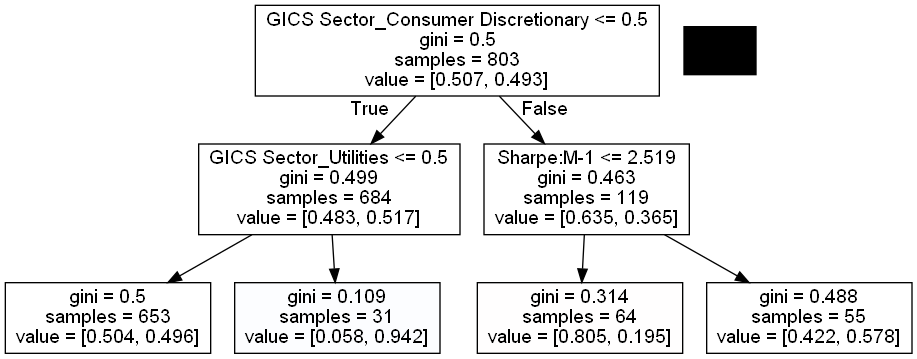 GICS Sector_Consumer Discretionary <= 0.5
gini = 0.5
samples = 803
value = [0.507, 0.493]
True
False
GICS Sector_Utilities <= 0.5
gini = 0.499
samples = 684
value = [0.483, 0.517]
Sharpe:M-1 <= 2.519
gini = 0.463
samples = 119
value = [0.635, 0.365]
gini = 0.5
samples = 653
value = [0.504, 0.496]
gini = 0.109
samples = 31
value = [0.058, 0.942]
gini = 0.314
samples = 64
value = [0.805, 0.195]
gini = 0.488
samples = 55
value = [0.422, 0.578]